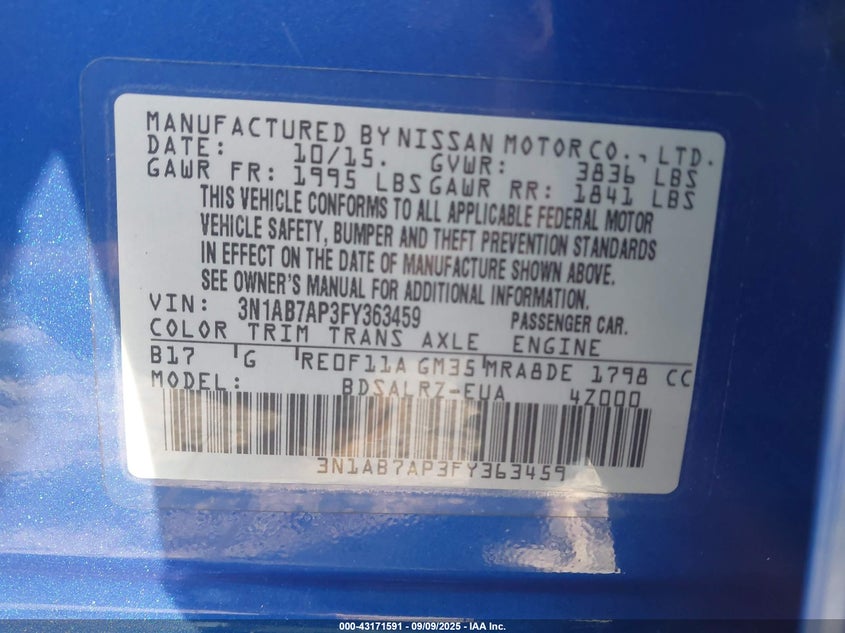 MANUFACTURED BY NISSAN MOTOR CO., LTD.
DATE: 10/15. GVWR: 3836 LBS
GAWR FR: 1995 LBS GAWR RR: 1841 LBS
THIS VEHICLE CONFORMS TO ALL APPLICABLE FEDERAL MOTOR
VEHICLE SAFETY, BUMPER AND THEFT PREVENTION STANDARDS
IN EFFECT ON THE DATE OF MANUFACTURE SHOWN ABOVE.
SEE OWNER'S MANUAL FOR ADDITIONAL INFORMATION.
VIN: 3N1AB7AP3FY363459 PASSENGER CAR.
COLOR TRIM TRANS AXLE ENGINE
B17 G RE0F11A GM35 MRA8DE 1798 CC
MODEL: BDSALRZ-EUA 47000
3N1AB7AP3FY363459
000-43171591 - 09/09/2025 - IAA Inc.